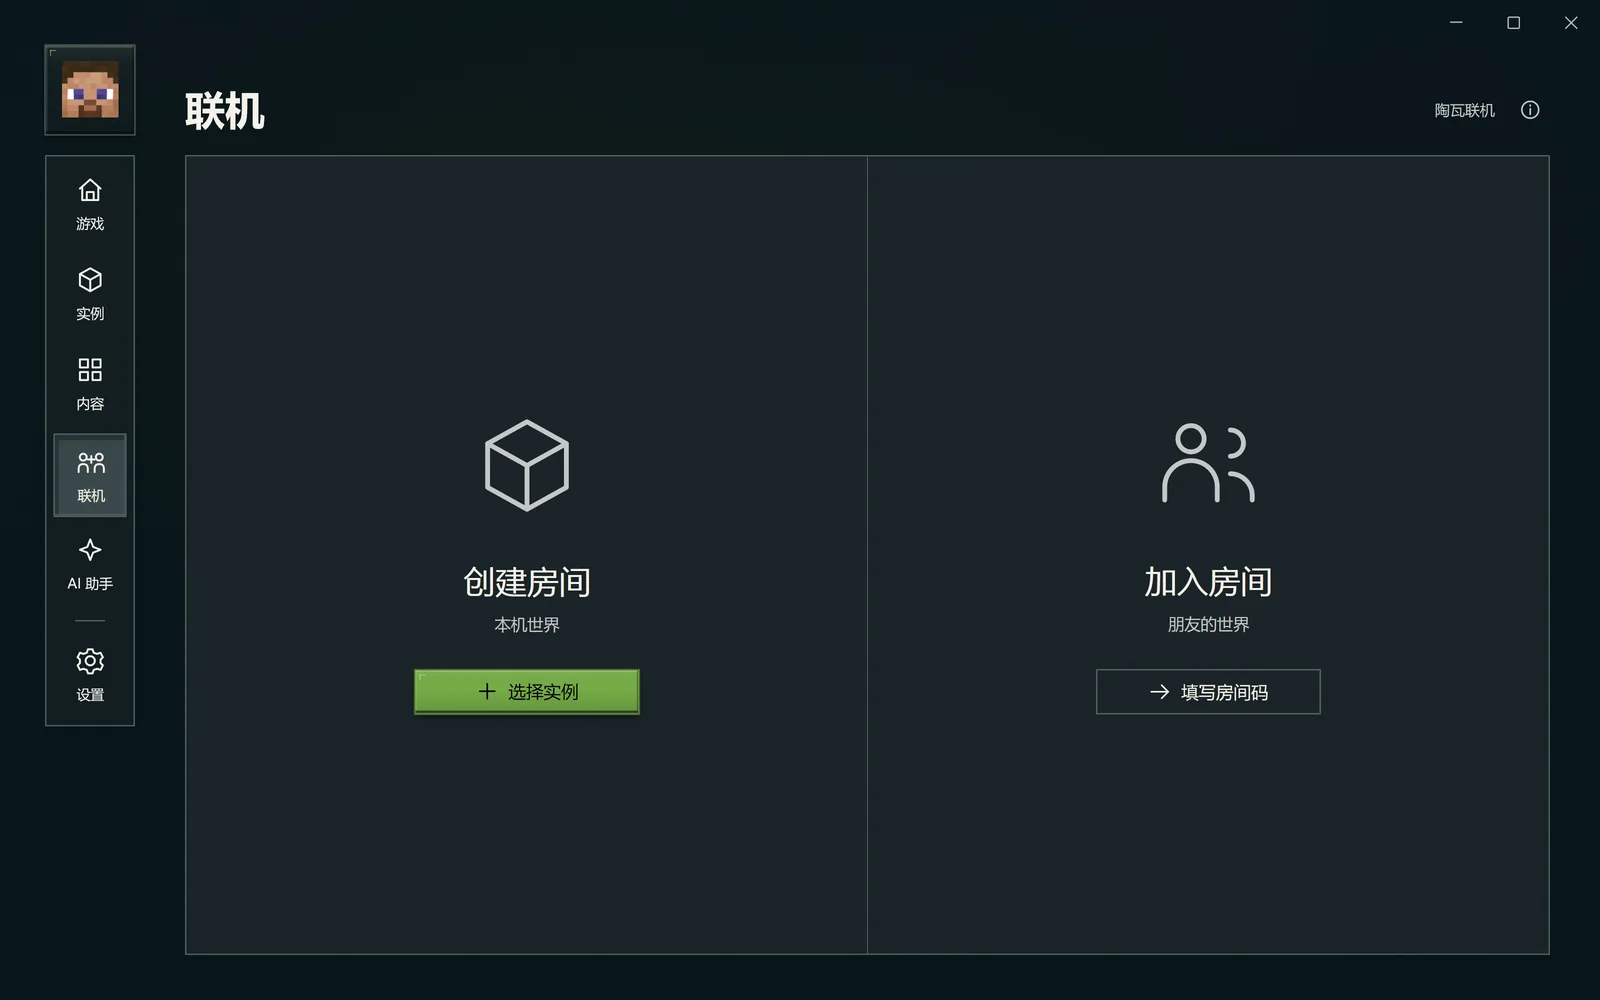 联机
陶瓦联机
游戏
实例
内容
联机
AI 助手
设置
创建房间
本机世界
选择实例
加入房间
朋友的世界
填写房间码